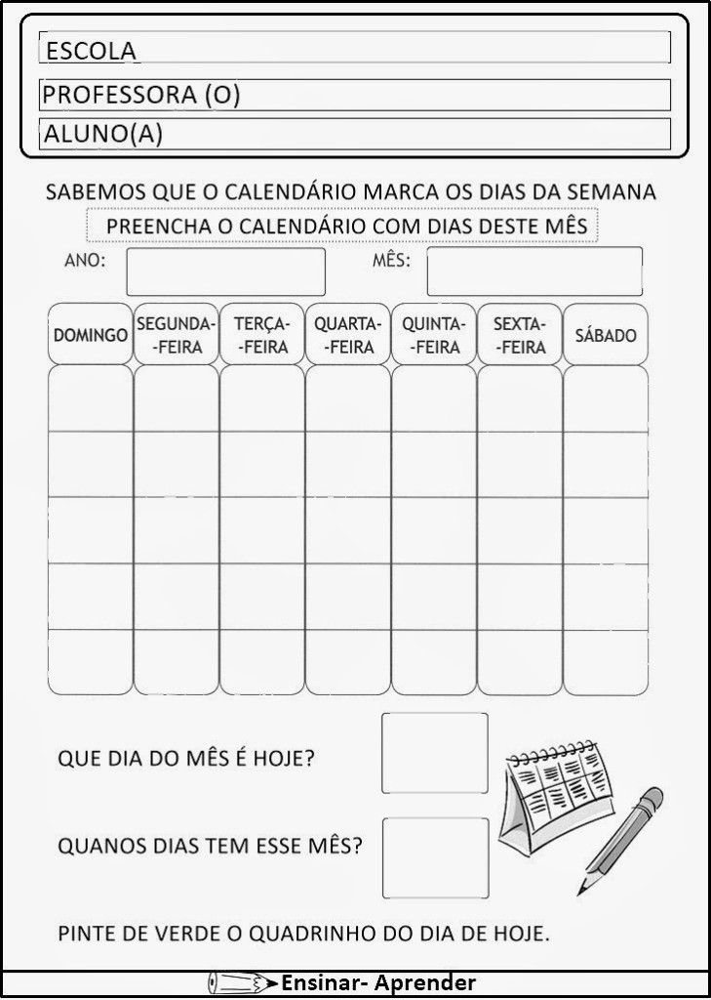 ESCOLA
PROFESSORA (O)
ALUNO(A)
SABEMOS QUE O CALENDÁRIO MARCA OS DIAS DA SEMANA
PREENCHA O CALENDÁRIO COM DIAS DESTE MÊS
ANO: MÊS:
DOMINGO SEGUNDA- TERÇA- QUARTA- QUINTA- SEXTA- SÁBADO
-FEIRA -FEIRA -FEIRA -FEIRA -FEIRA
QUE DIA DO MÊS É HOJE?
QUANOS DIAS TEM ESSE MÊS?
PINTE DE VERDE O QUADRINHO DO DIA DE HOJE.
Ensinar- Aprender